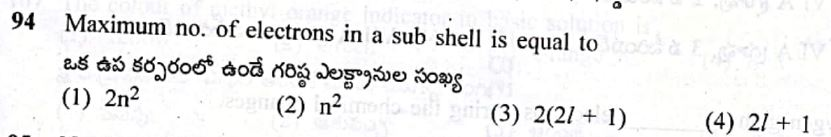 94 Maximum no. of electrons in a sub shell is equal to
ఒక ఉప కర్పరంలో ఉండే గరిష్ఠ ఎలక్ట్రానుల సంఖ్య
(1) 2n² (2) n² (3) 2(2l + 1) (4) 2l + 1